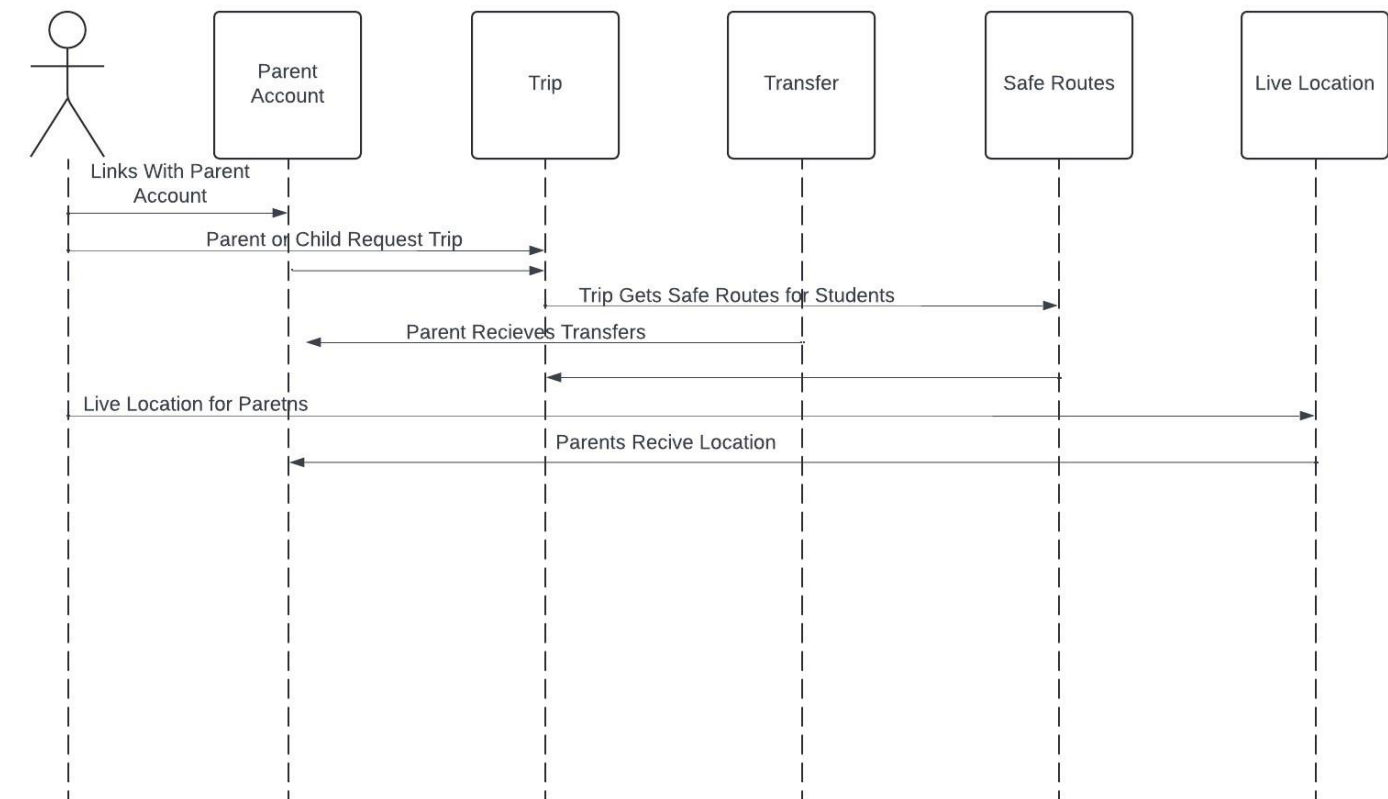 Parent
Account
Trip
Transfer
Safe Routes
Live Location
Links With Parent
Account
Parent or Child Request Trip
Trip Gets Safe Routes for Students
Parent Recieves Transfers
Live Location for Paretns
Parents Recive Location